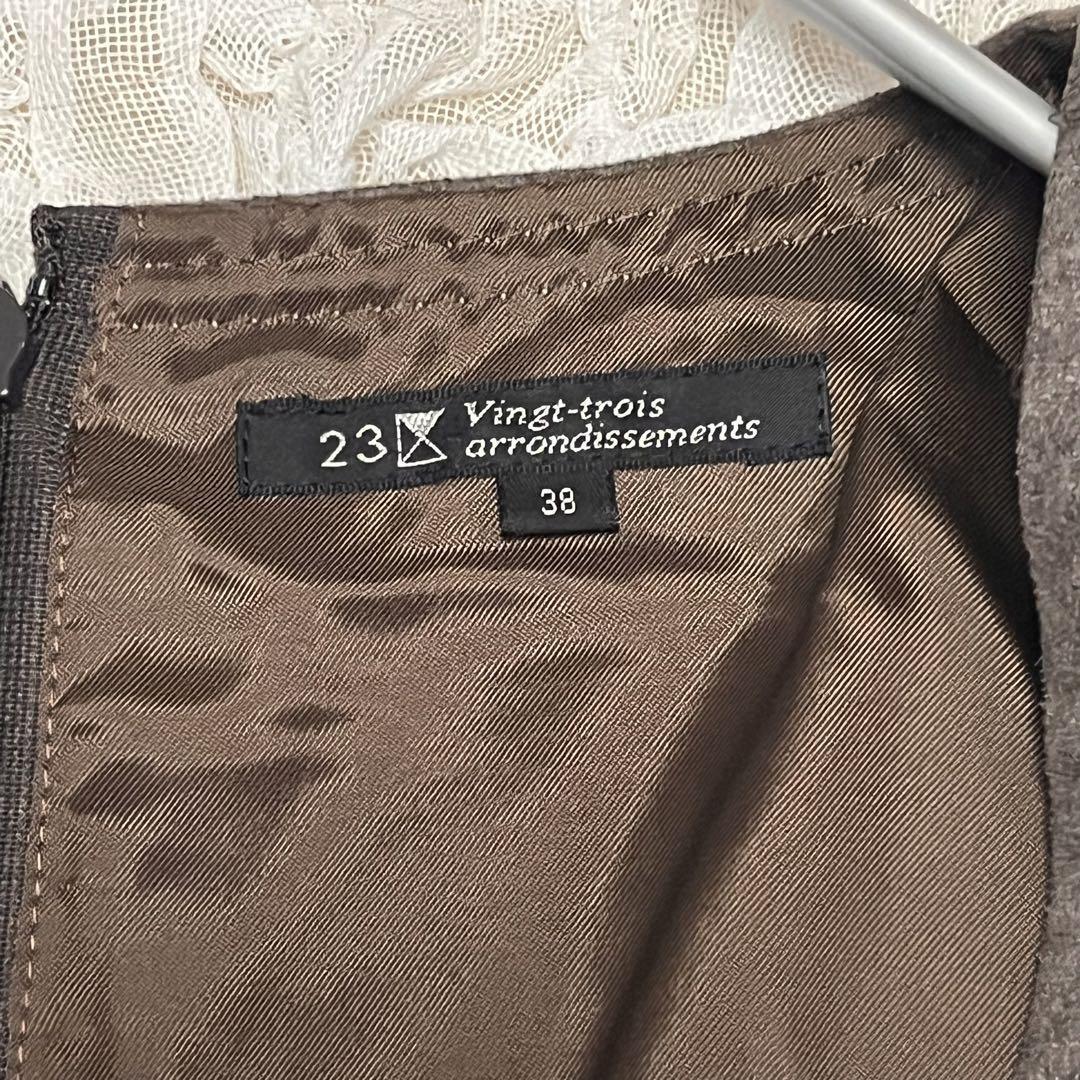 23
Vingt-trois
arrondissements
38